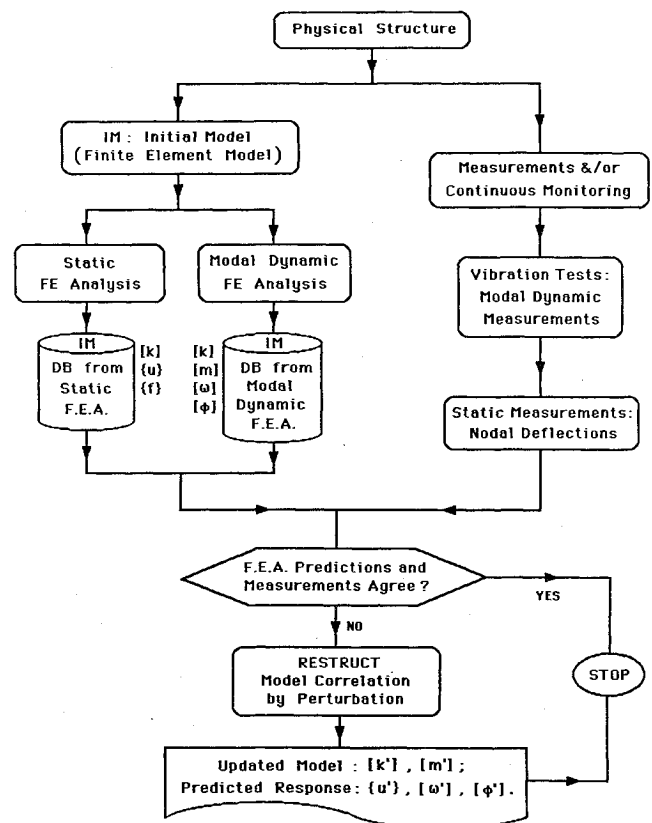 Physical Structure
IM : Initial Model
(Finite Element Model)
Measurements &/or
Continuous Monitoring
Static
FE Analysis
Modal Dynamic
FE Analysis
Vibration Tests:
Modal Dynamic
Measurements
IM
DB from
Static
F.E.A.
[k]
{u}
{f}
[k]
[m]
[ω]
[φ]
IM
DB from
Modal
Dynamic
F.E.A.
Static Measurements:
Nodal Deflections
F.E.A. Predictions and
Measurements Agree ?
YES
NO
RESTRUCT
Model Correlation
by Perturbation
STOP
Updated Model : [k'] , [m'] ;
Predicted Response: {u'}, [ω'] , [φ'].